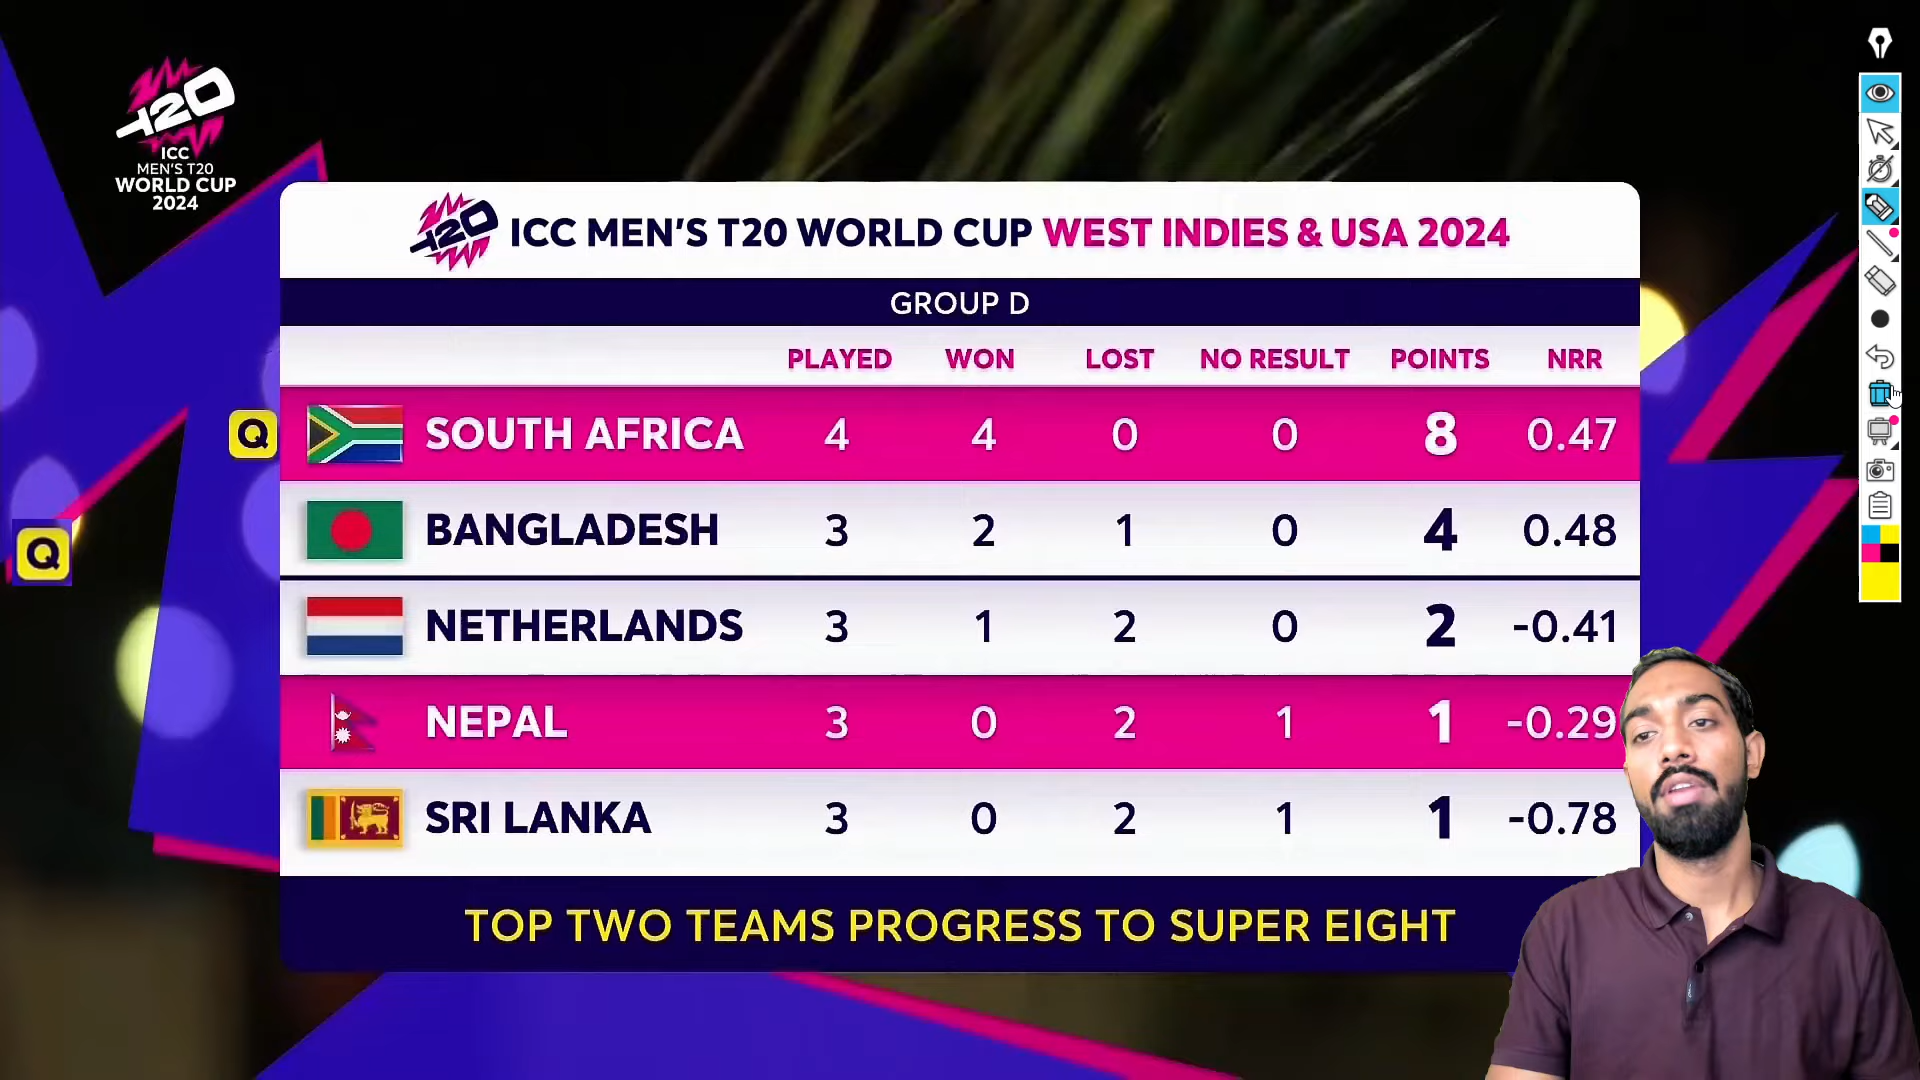 T20
ICC
MEN'S T20
WORLD CUP
2024
T20 ICC MEN'S T20 WORLD CUP WEST INDIES & USA 2024
GROUP D
PLAYED WON LOST NO RESULT POINTS NRR
Q SOUTH AFRICA 4 4 0 0 8 0.47
BANGLADESH 3 2 1 0 4 0.48
Q
NETHERLANDS 3 1 2 0 2 -0.41
NEPAL 3 0 2 1 1 -0.29
SRI LANKA 3 0 2 1 1 -0.78
TOP TWO TEAMS PROGRESS TO SUPER EIGHT